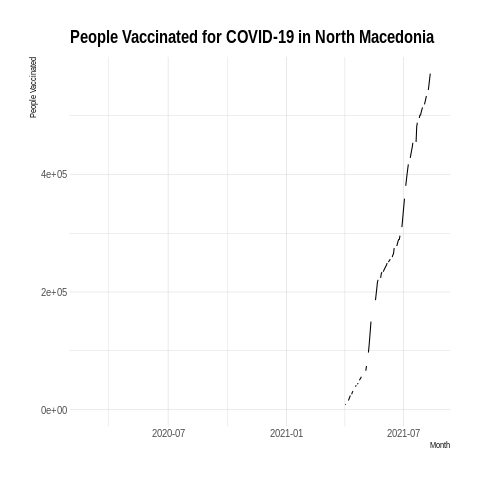 People Vaccinated for COVID-19 in North Macedonia
People Vaccinated
4e+05
2e+05
0e+00
2020-07
2021-01
2021-07
Month